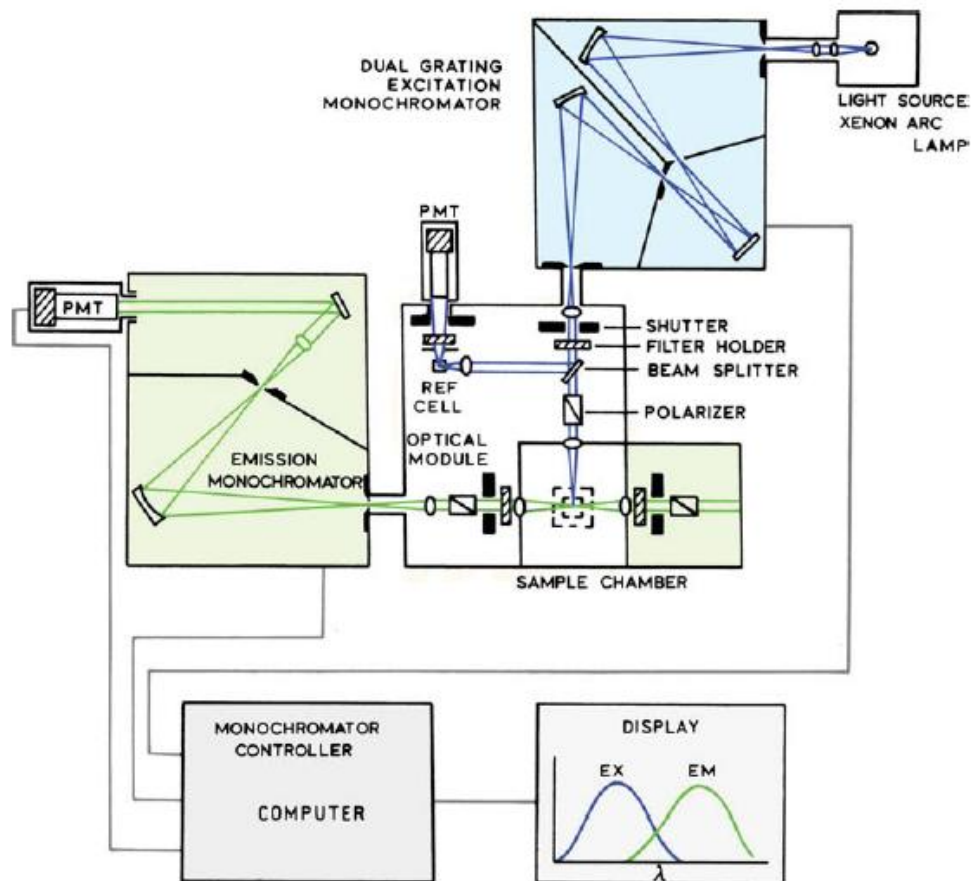 DUAL GRATING
EXCITATION
MONOCHROMATOR
LIGHT SOURCE:
XENON ARC
LAMP
PMT
PMT
SHUTTER
FILTER HOLDER
BEAM SPLITTER
REF
CELL
POLARIZER
OPTICAL
MODULE
EMISSION
MONOCHROMATOR
SAMPLE CHAMBER
MONOCHROMATOR
CONTROLLER
COMPUTER
DISPLAY
EX EM
λ